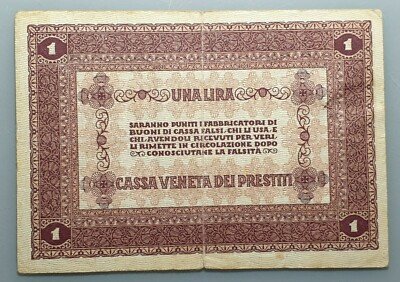 1 1
UNA LIRA
SARANNO PUNITI I FABBRICATORI DI
BUONI DI CASSA FALSI. CHI LI USA, E
CHI, AVENDOLI RICEVUTI PER VERI,
LI RIMETTE IN CIRCOLAZIONE DOPO
CONOSCIUTANE LA FALSITÀ
CASSA VENETA DEI PRESTITI
1 1